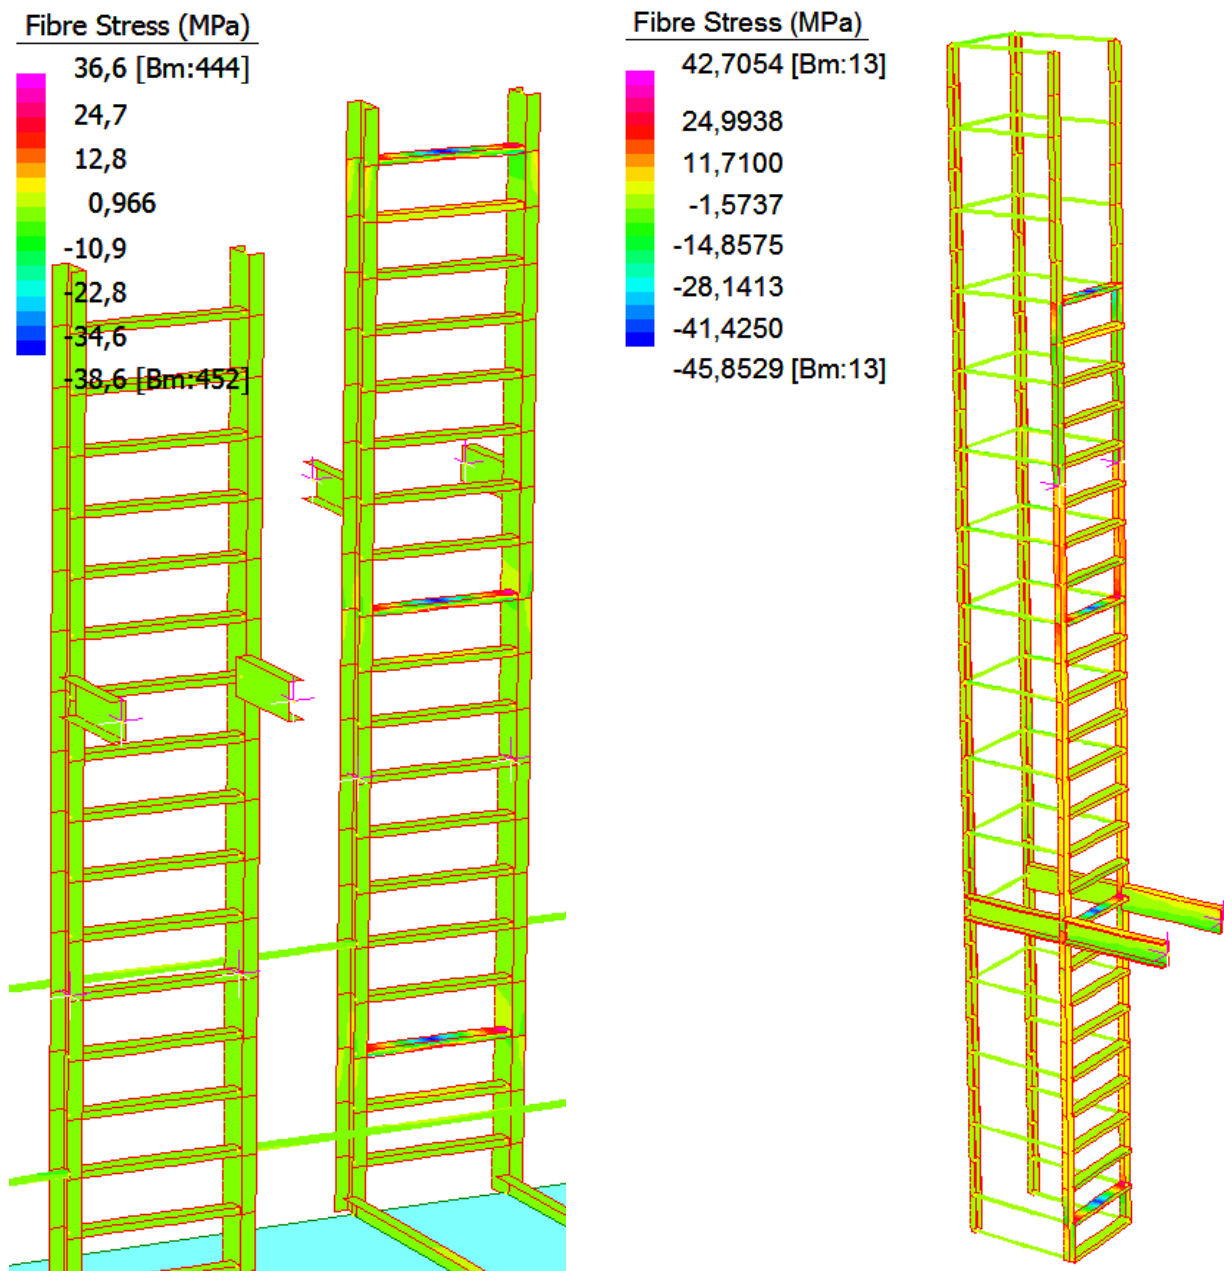 Fibre Stress (MPa)
36,6 [Bm:444]
24,7
12,8
0,966
-10,9
-22,8
-34,6
-38,6 [Bm:452]
Fibre Stress (MPa)
42,7054 [Bm:13]
24,9938
11,7100
-1,5737
-14,8575
-28,1413
-41,4250
-45,8529 [Bm:13]